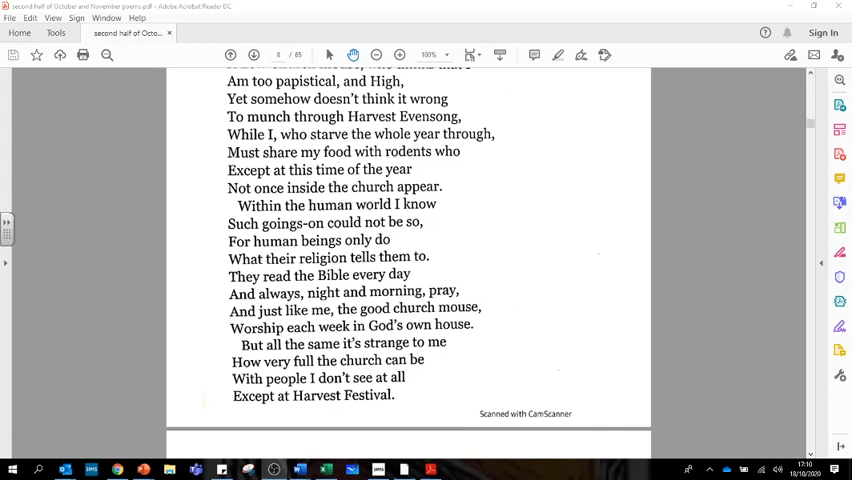 second half of October and November poems.pdf - Adobe Acrobat Reader DC
File Edit View Sign Window Help
Home Tools second half of Octo... × Sign In
8 / 65 100%
Am too papistical, and High,
Yet somehow doesn't think it wrong
To munch through Harvest Evensong,
While I, who starve the whole year through,
Must share my food with rodents who
Except at this time of the year
Not once inside the church appear.
Within the human world I know
Such goings-on could not be so,
For human beings only do
What their religion tells them to.
They read the Bible every day
And always, night and morning, pray,
And just like me, the good church mouse,
Worship each week in God's own house.
But all the same it's strange to me
How very full the church can be
With people I don't see at all
Except at Harvest Festival.
Scanned with CamScanner
17:10
18/10/2020